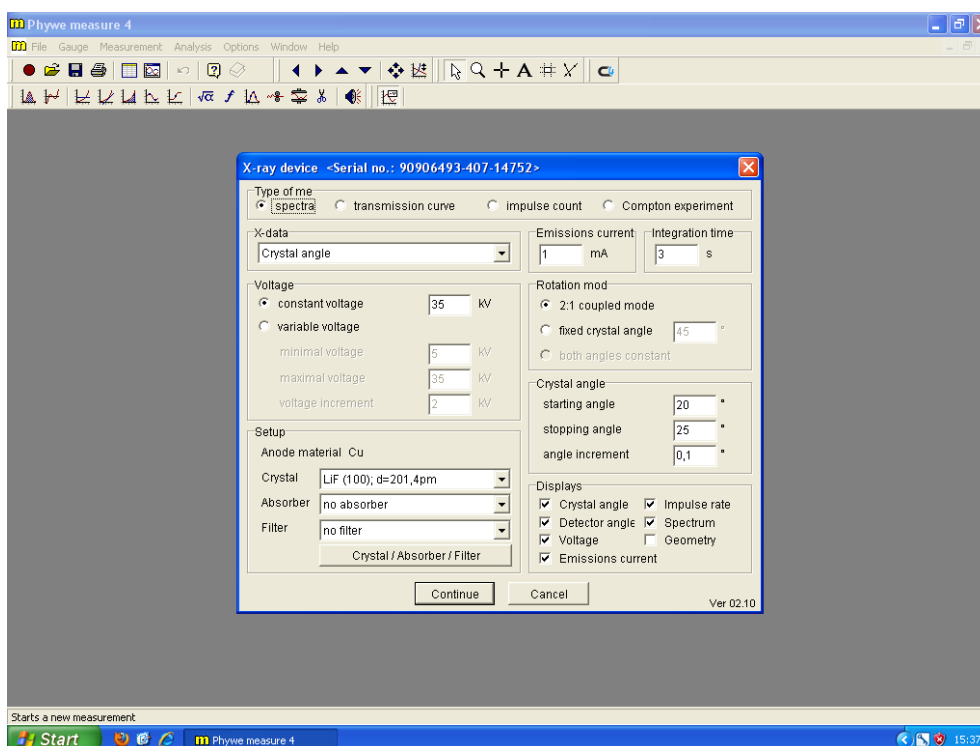 m Phywe measure 4
m File Gauge Measurement Analysis Options Window Help
X-ray device <Serial no.: 90906493-407-14752>
Type of me
spectra transmission curve impulse count Compton experiment
X-data
Crystal angle
Emissions current
1 mA
Integration time
3 s
Voltage
constant voltage 35 kV
variable voltage
minimal voltage 5 kV
maximal voltage 35 kV
voltage increment 2 kV
Rotation mod
2:1 coupled mode
fixed crystal angle 45 °
both angles constant
Crystal angle
starting angle 20 °
stopping angle 25 °
angle increment 0,1 °
Setup
Anode material Cu
Crystal LiF (100); d=201,4pm
Absorber no absorber
Filter no filter
Crystal / Absorber / Filter
Displays
Crystal angle Impulse rate
Detector angle Spectrum
Voltage Geometry
Emissions current
Continue Cancel
Ver 02.10
Starts a new measurement
Start m Phywe measure 4 15:37